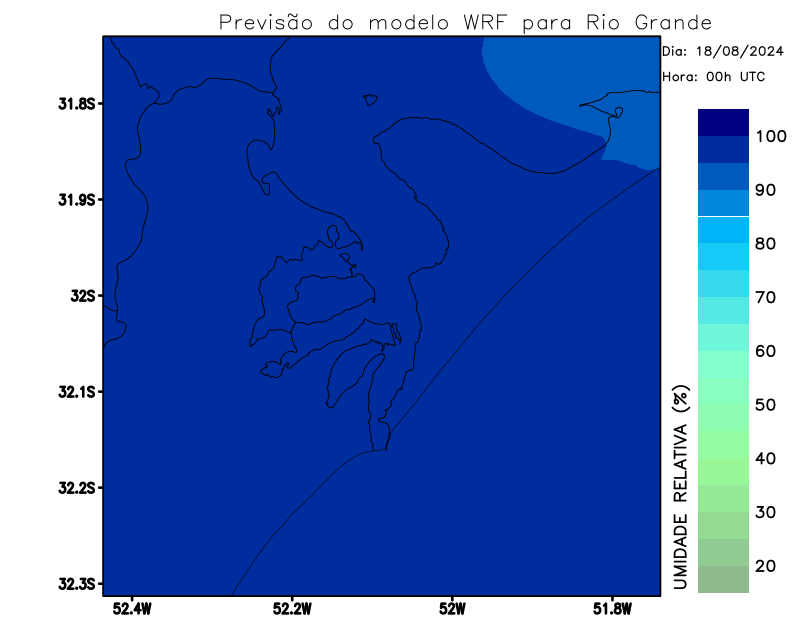 Previsão do modelo WRF para Rio Grande
Dia: 18/08/2024
Hora: 00h UTC
31.8S
31.9S
32S
32.1S
32.2S
32.3S
52.4W
52.2W
52W
51.8W
UMIDADE RELATIVA (%)
100
90
80
70
60
50
40
30
20